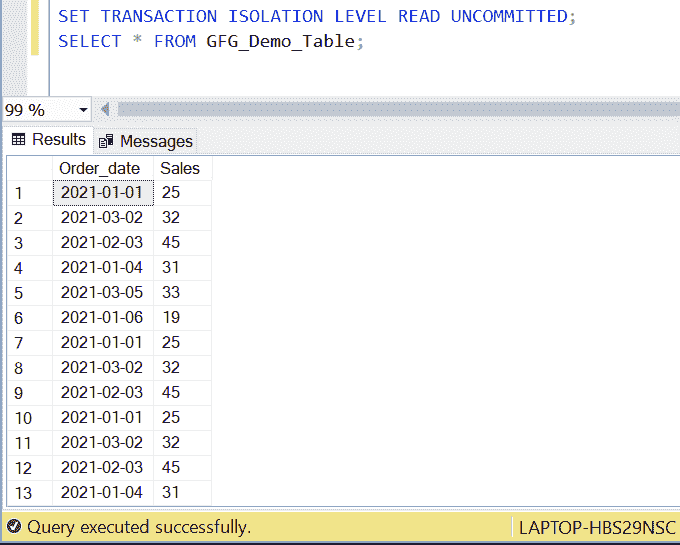 SET TRANSACTION ISOLATION LEVEL READ UNCOMMITTED;
SELECT * FROM GFG_Demo_Table;
99 %
Results Messages
Order_date Sales
1 2021-01-01 25
2 2021-03-02 32
3 2021-02-03 45
4 2021-01-04 31
5 2021-03-05 33
6 2021-01-06 19
7 2021-01-01 25
8 2021-03-02 32
9 2021-02-03 45
10 2021-01-01 25
11 2021-03-02 32
12 2021-02-03 45
13 2021-01-04 31
Query executed successfully. LAPTOP-HBS29NSC